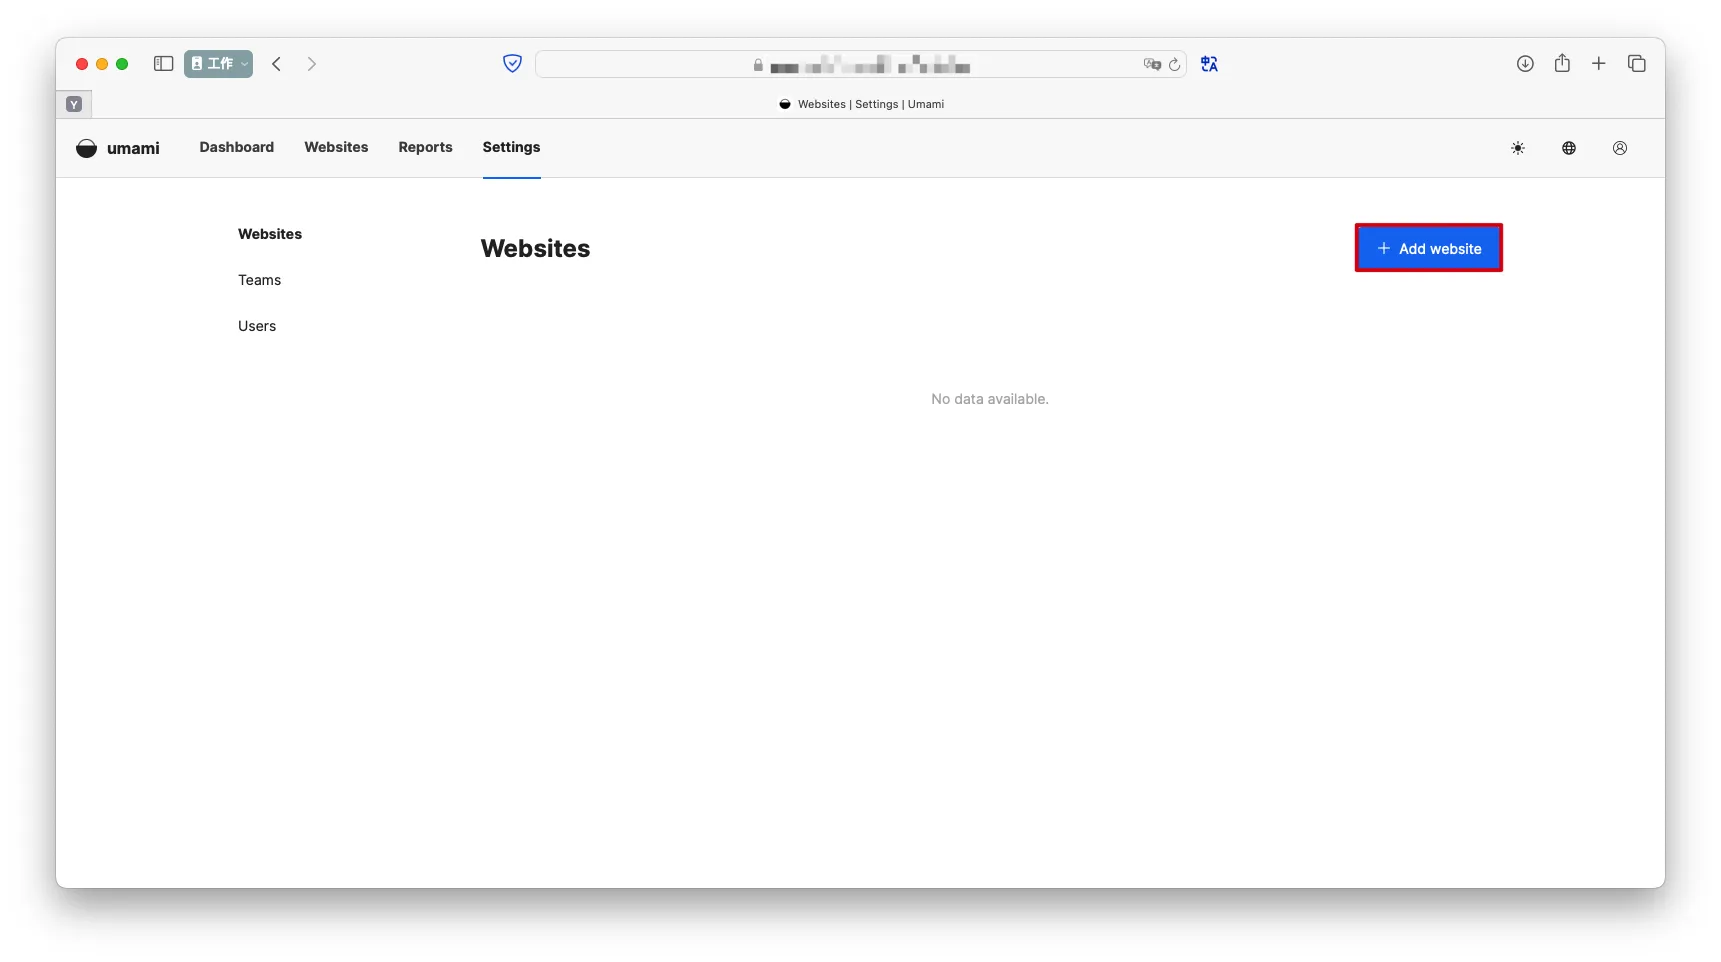 工作
Y
Websites | Settings | Umami
umami Dashboard Websites Reports Settings
Websites
Teams
Users
Websites
+ Add website
No data available.